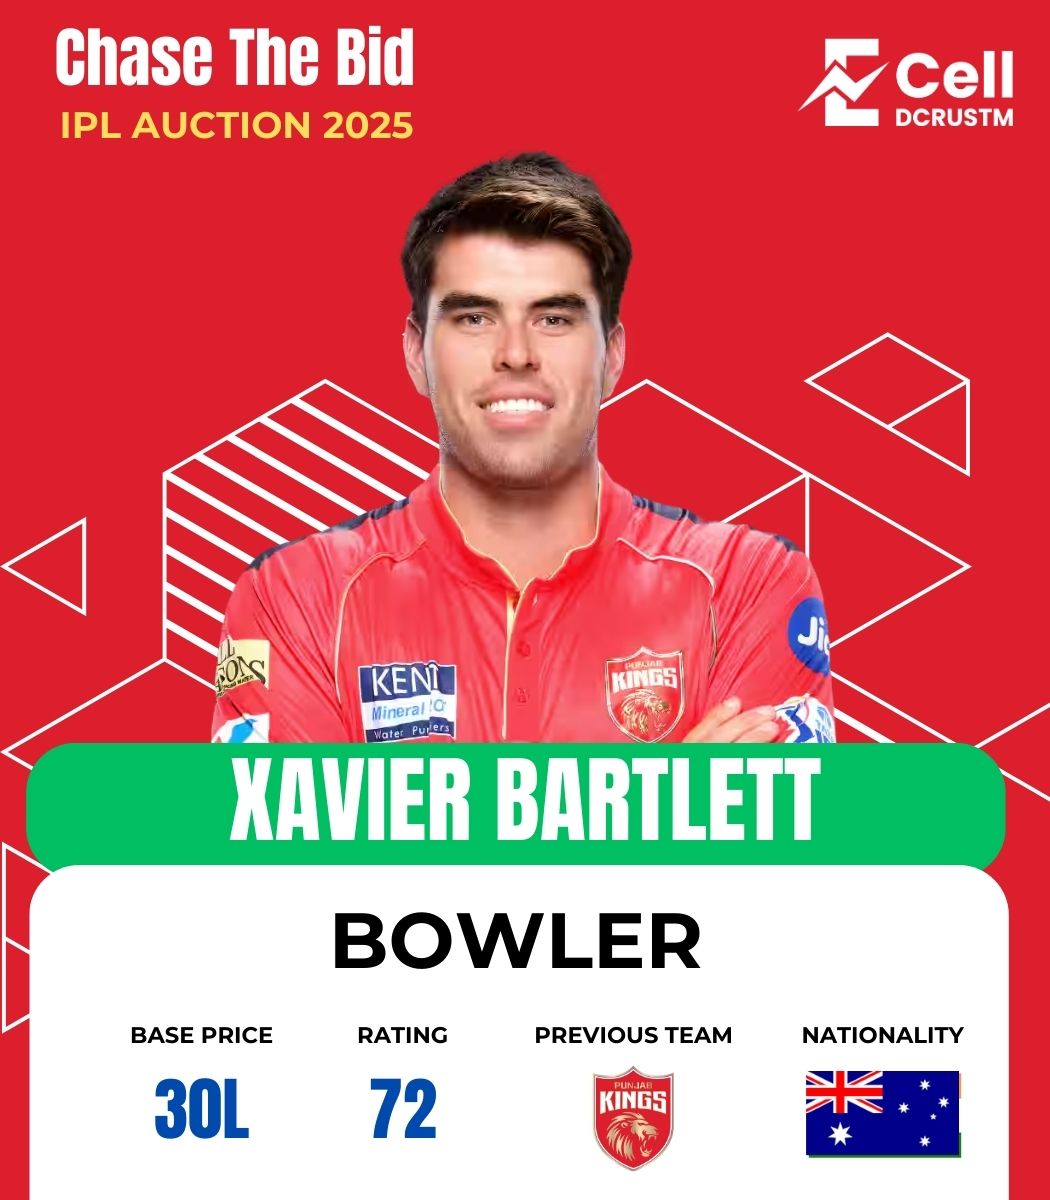 Chase The Bid
IPL AUCTION 2025
Cell
DCRUSTM
KENT
Mineral RO
Water Purifiers
PUNJAB
KINGS
Jio
XAVIER BARTLETT
BOWLER
BASE PRICE
RATING
PREVIOUS TEAM
NATIONALITY
30L
72
PUNJAB
KINGS